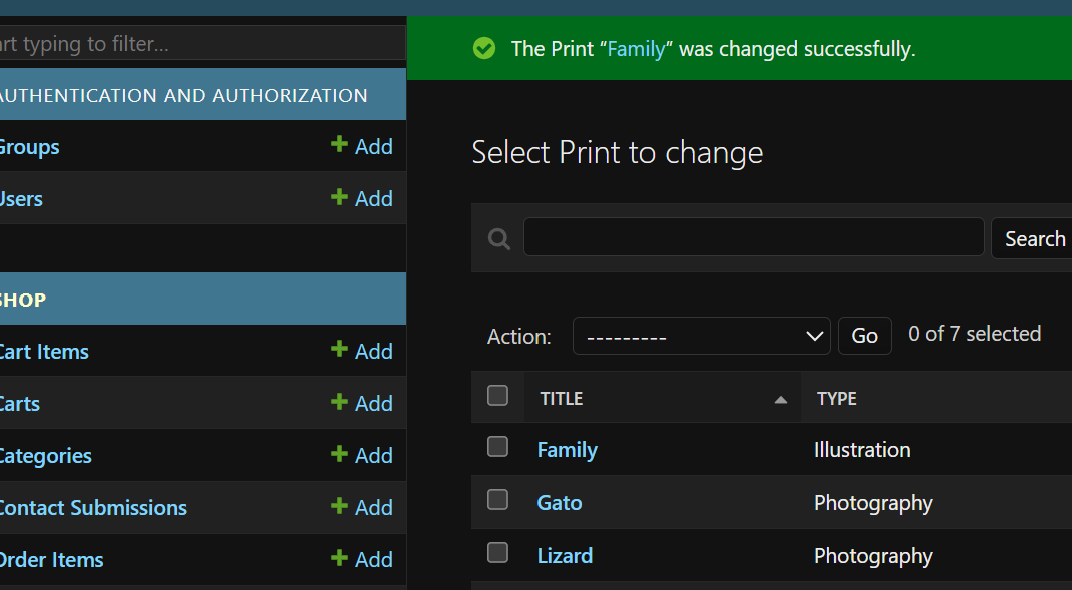 rt typing to filter...
The Print “Family” was changed successfully.
AUTHENTICATION AND AUTHORIZATION
Groups Add
Users Add
Select Print to change
Search
SHOP
Action: --------- Go 0 of 7 selected
Cart Items Add
TITLE TYPE
Carts Add
Family Illustration
Categories Add
Gato Photography
Contact Submissions Add
Lizard Photography
Order Items Add